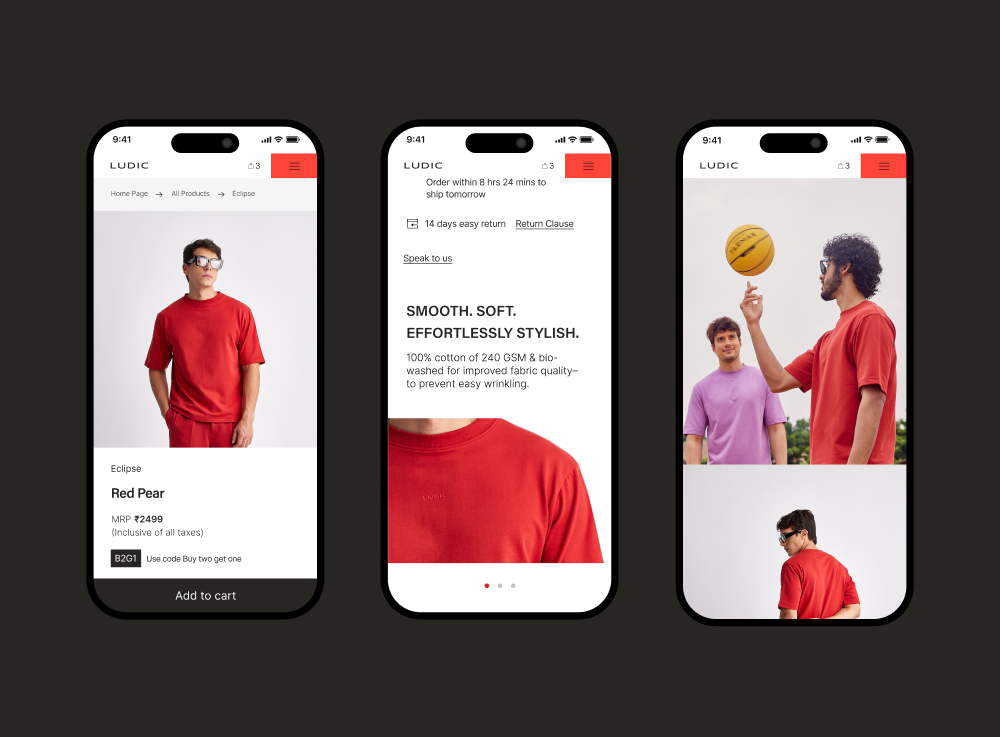 9:41
LUDIC
3
Home Page → All Products → Eclipse
Eclipse
Red Pear
MRP ₹2499
(Inclusive of all taxes)
B2G1 Use code Buy two get one
Add to cart
9:41
LUDIC
3
Order within 8 hrs 24 mins to
ship tomorrow
14 days easy return Return Clause
Speak to us
SMOOTH. SOFT.
EFFORTLESSLY STYLISH.
100% cotton of 240 GSM & bio-
washed for improved fabric quality–
to prevent easy wrinkling.
LUDIC
9:41
LUDIC
3